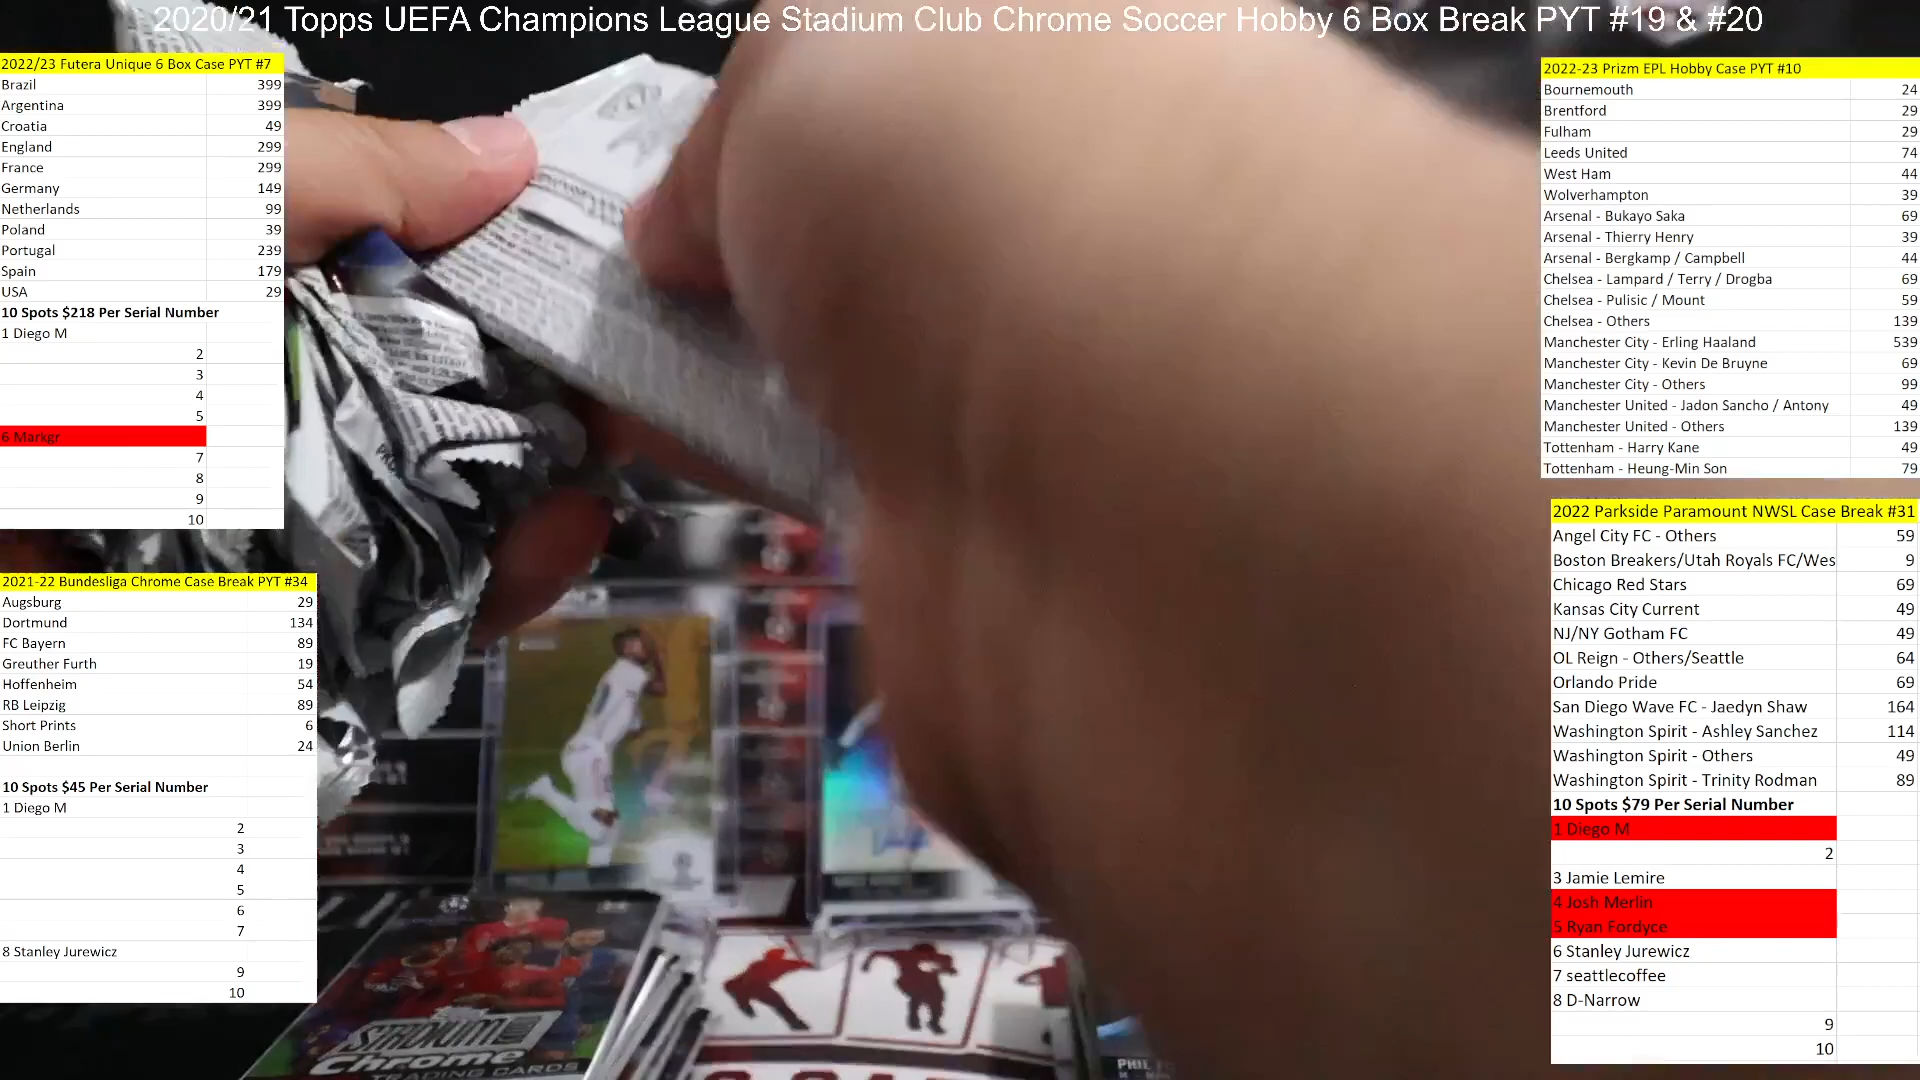 2020/21 Topps UEFA Champions League Stadium Club Chrome Soccer Hobby 6 Box Break PYT #19 & #20
2022/23 Futera Unique 6 Box Case PYT #7
Brazil 399
Argentina 399
Croatia 49
England 299
France 299
Germany 149
Netherlands 99
Poland 39
Portugal 239
Spain 179
USA 29
10 Spots $218 Per Serial Number
1 Diego M
2
3
4
5
6 Markgr
7
8
9
10
2021-22 Bundesliga Chrome Case Break PYT #34
Augsburg 29
Dortmund 134
FC Bayern 89
Greuther Furth 19
Hoffenheim 54
RB Leipzig 89
Short Prints 6
Union Berlin 24
10 Spots $45 Per Serial Number
1 Diego M
2
3
4
5
6
7
8 Stanley Jurewicz
9
10
2022-23 Prizm EPL Hobby Case PYT #10
Bournemouth 24
Brentford 29
Fulham 29
Leeds United 74
West Ham 44
Wolverhampton 39
Arsenal - Bukayo Saka 69
Arsenal - Thierry Henry 39
Arsenal - Bergkamp / Campbell 44
Chelsea - Lampard / Terry / Drogba 69
Chelsea - Pulisic / Mount 59
Chelsea - Others 139
Manchester City - Erling Haaland 539
Manchester City - Kevin De Bruyne 69
Manchester City - Others 99
Manchester United - Jadon Sancho / Antony 49
Manchester United - Others 139
Tottenham - Harry Kane 49
Tottenham - Heung-Min Son 79
2022 Parkside Paramount NWSL Case Break #31
Angel City FC - Others 59
Boston Breakers/Utah Royals FC/Wes 9
Chicago Red Stars 69
Kansas City Current 49
NJ/NY Gotham FC 49
OL Reign - Others/Seattle 64
Orlando Pride 69
San Diego Wave FC - Jaedyn Shaw 164
Washington Spirit - Ashley Sanchez 114
Washington Spirit - Others 49
Washington Spirit - Trinity Rodman 89
10 Spots $79 Per Serial Number
1 Diego M
2
3 Jamie Lemire
4 Josh Merlin
5 Ryan Fordyce
6 Stanley Jurewicz
7 seattlecoffee
8 D-Narrow
9
10
STADIUM CLUB
Chrome
TRADING CARDS
PHIL